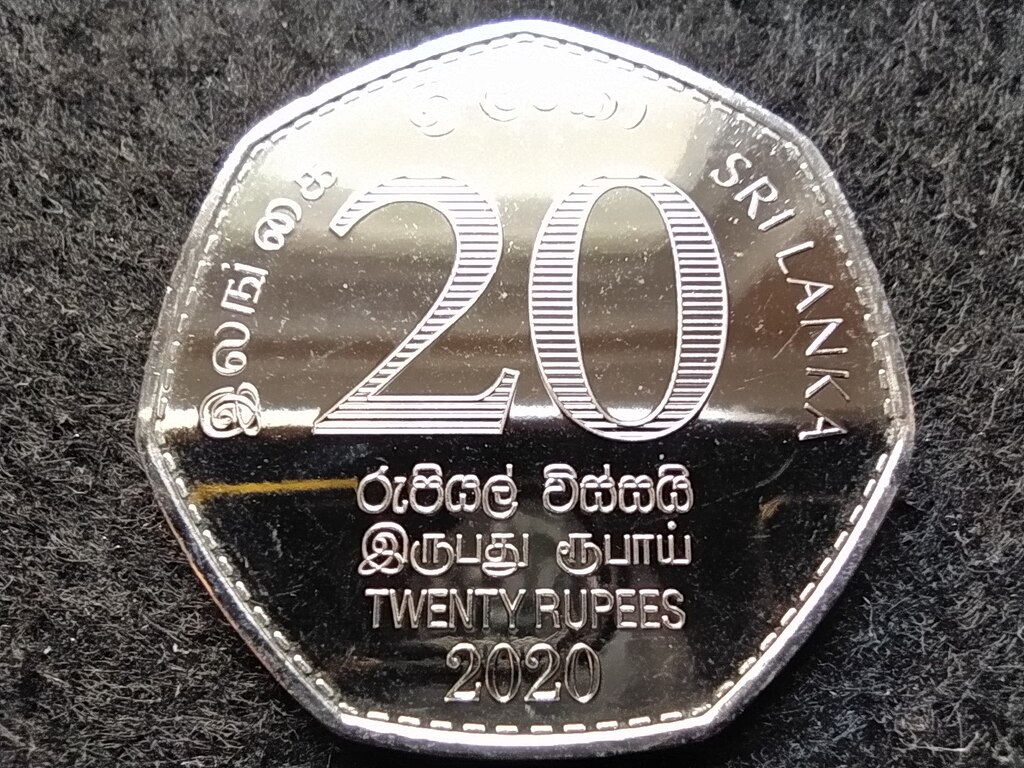 ශ්‍රී ලංකා
இலங்கை
SRI LANKA
20
රුපියල් විස්සයි
இருபது ரூபாய்
TWENTY RUPEES
2020